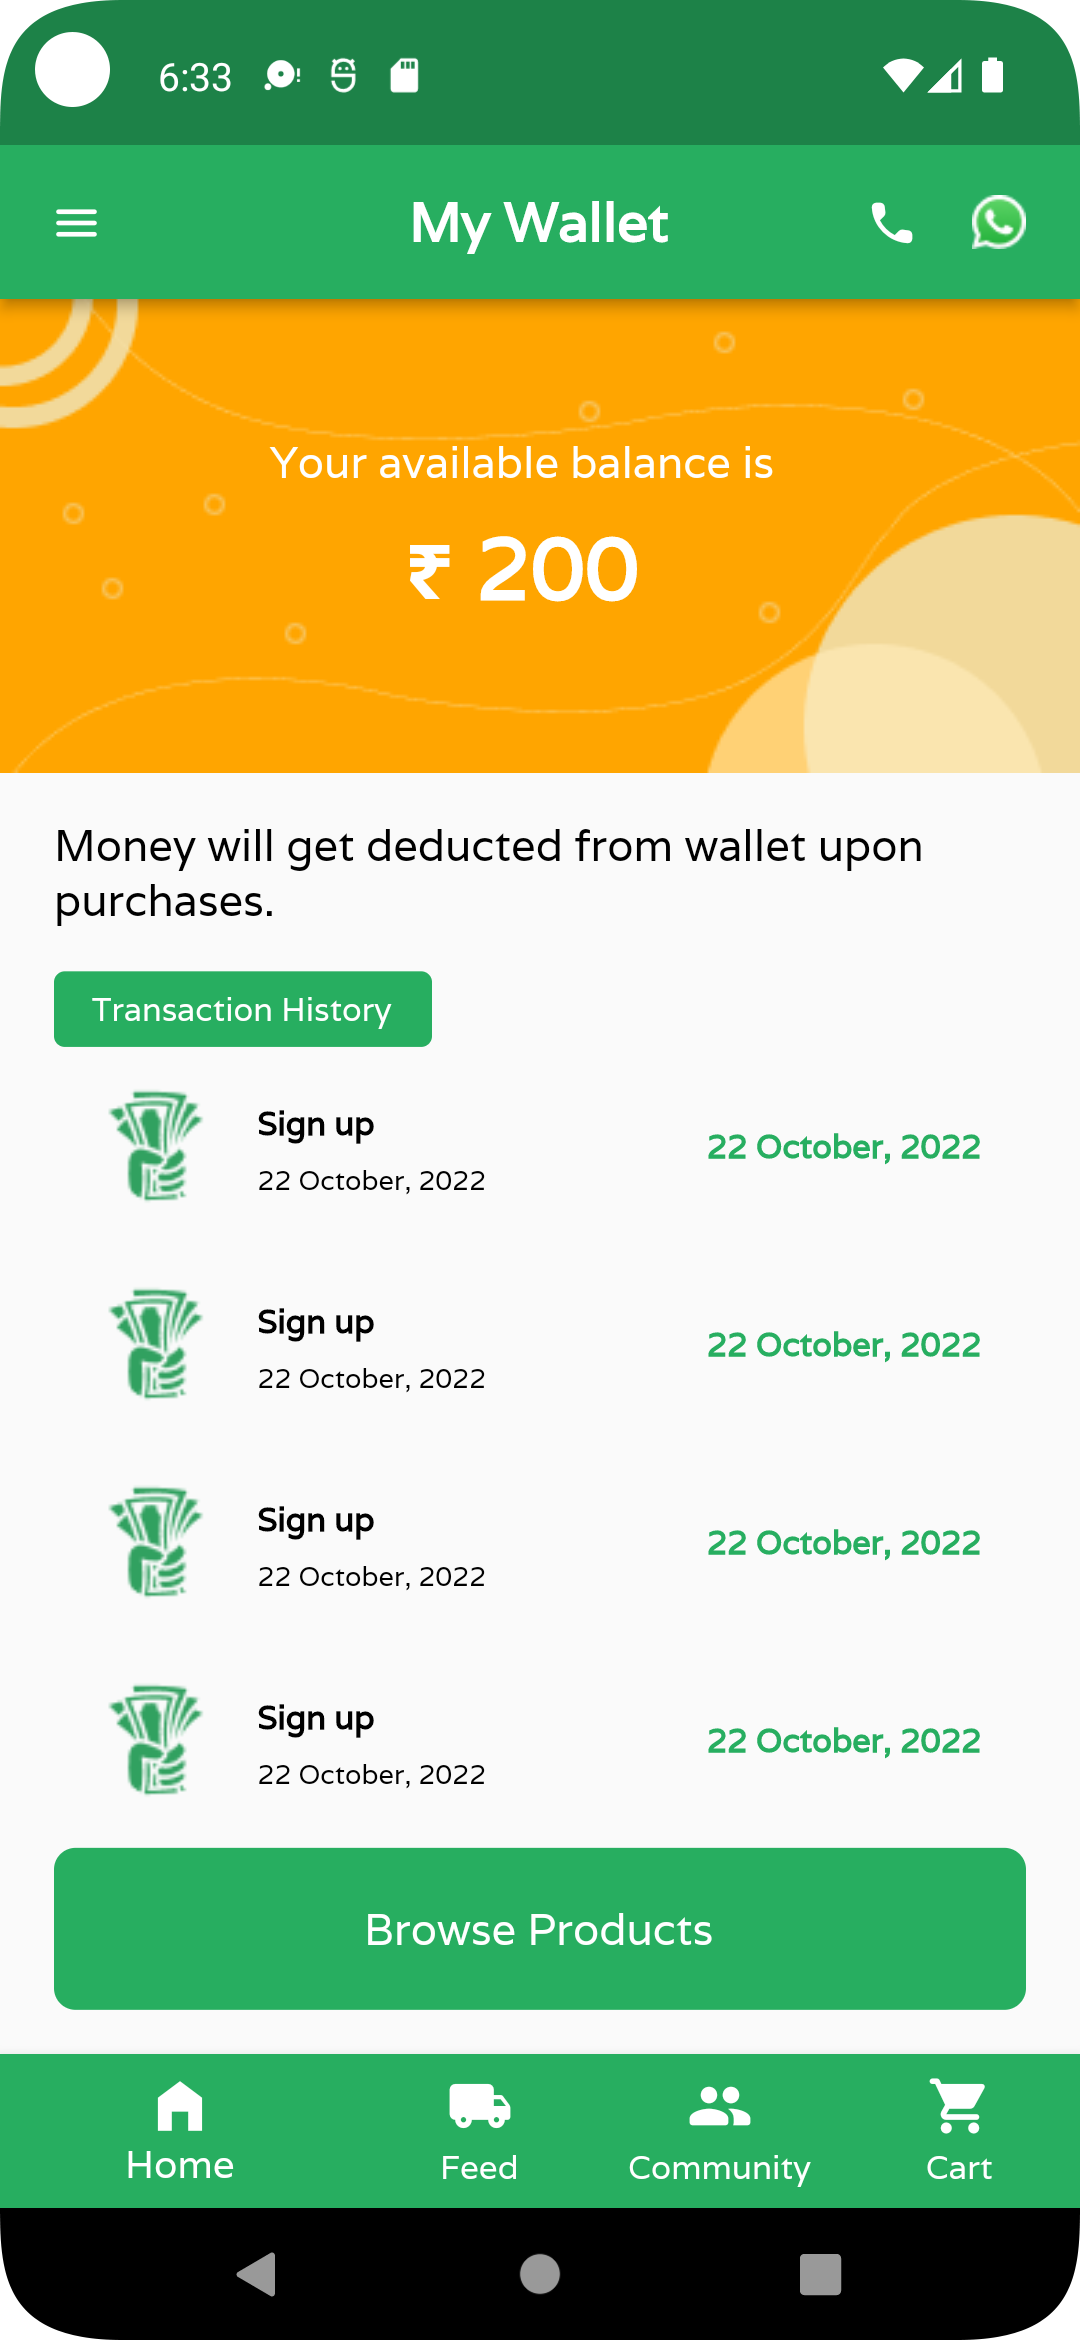 6:33
My Wallet
Your available balance is
₹ 200
Money will get deducted from wallet upon
purchases.
Transaction History
Sign up
22 October, 2022
22 October, 2022
Sign up
22 October, 2022
22 October, 2022
Sign up
22 October, 2022
22 October, 2022
Sign up
22 October, 2022
22 October, 2022
Browse Products
Home
Feed
Community
Cart